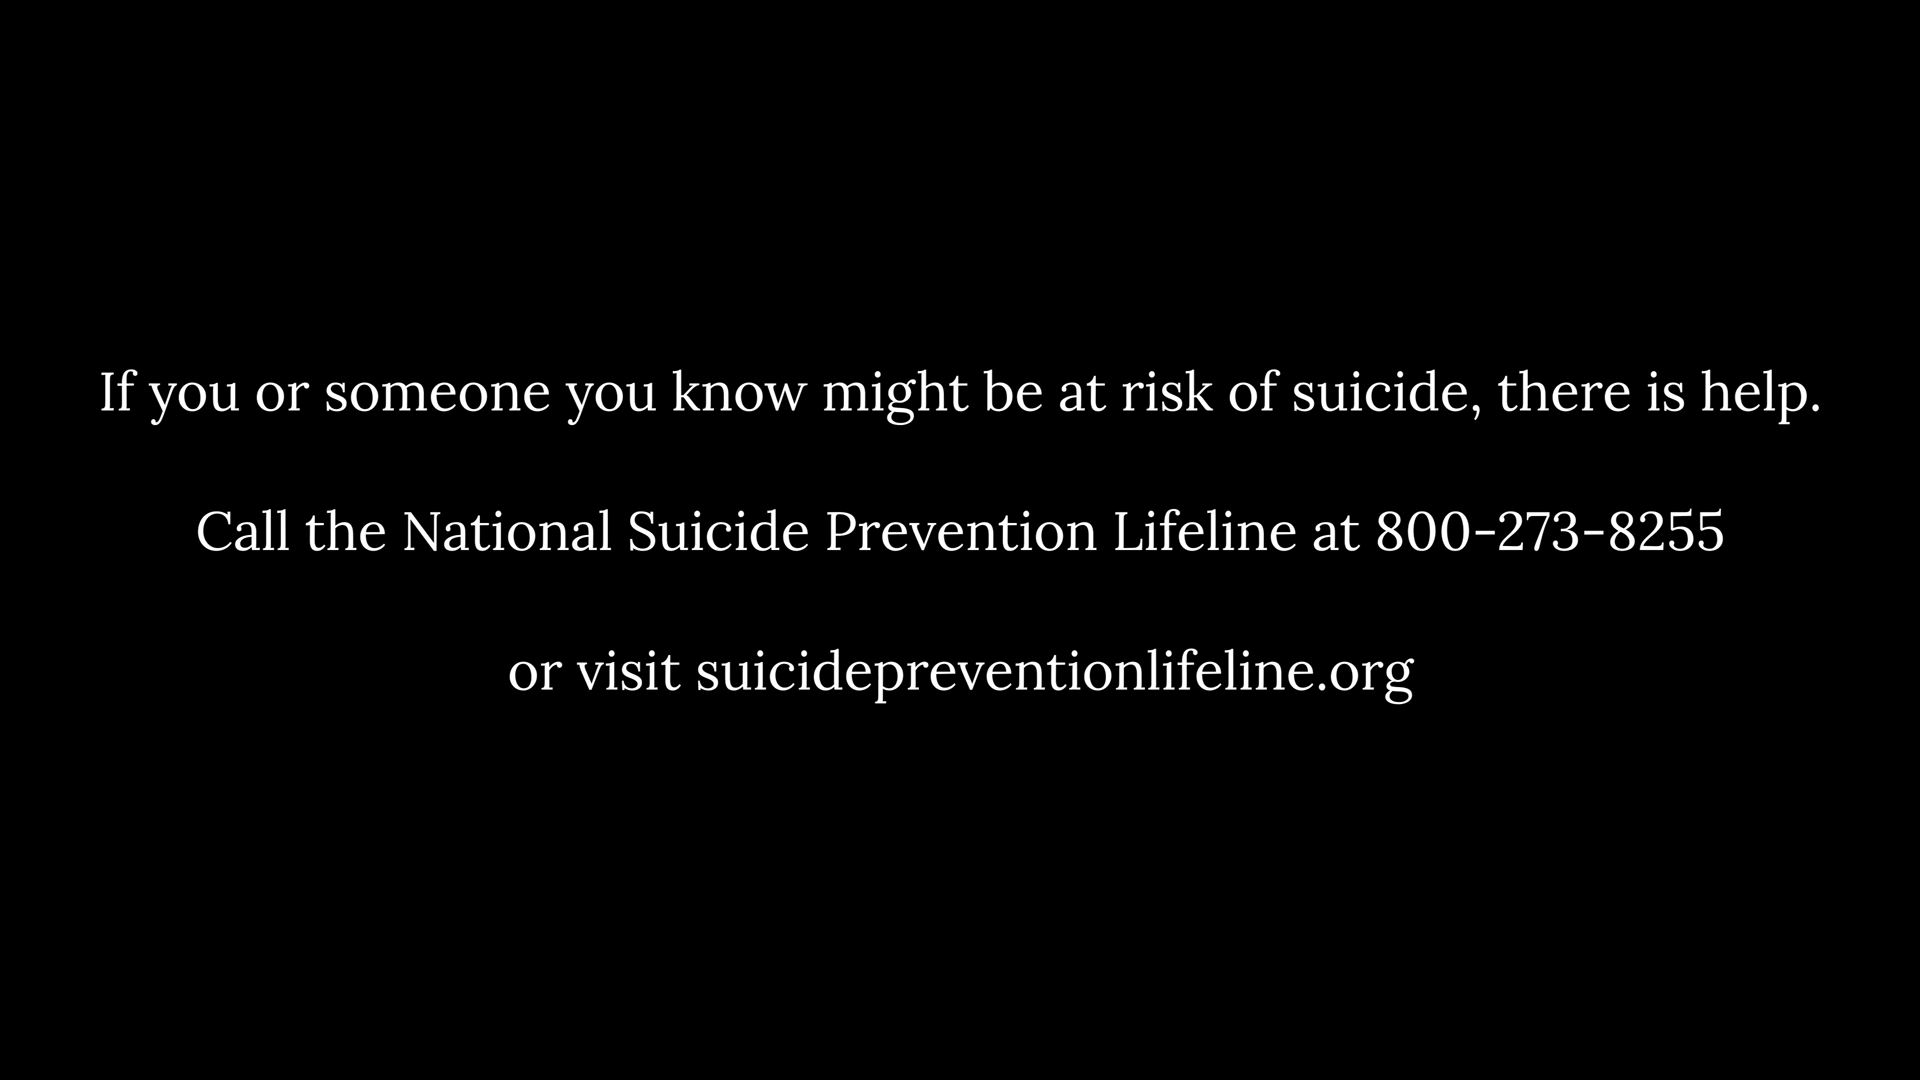 If you or someone you know might be at risk of suicide, there is help.
Call the National Suicide Prevention Lifeline at 800-273-8255
or visit suicidepreventionlifeline.org